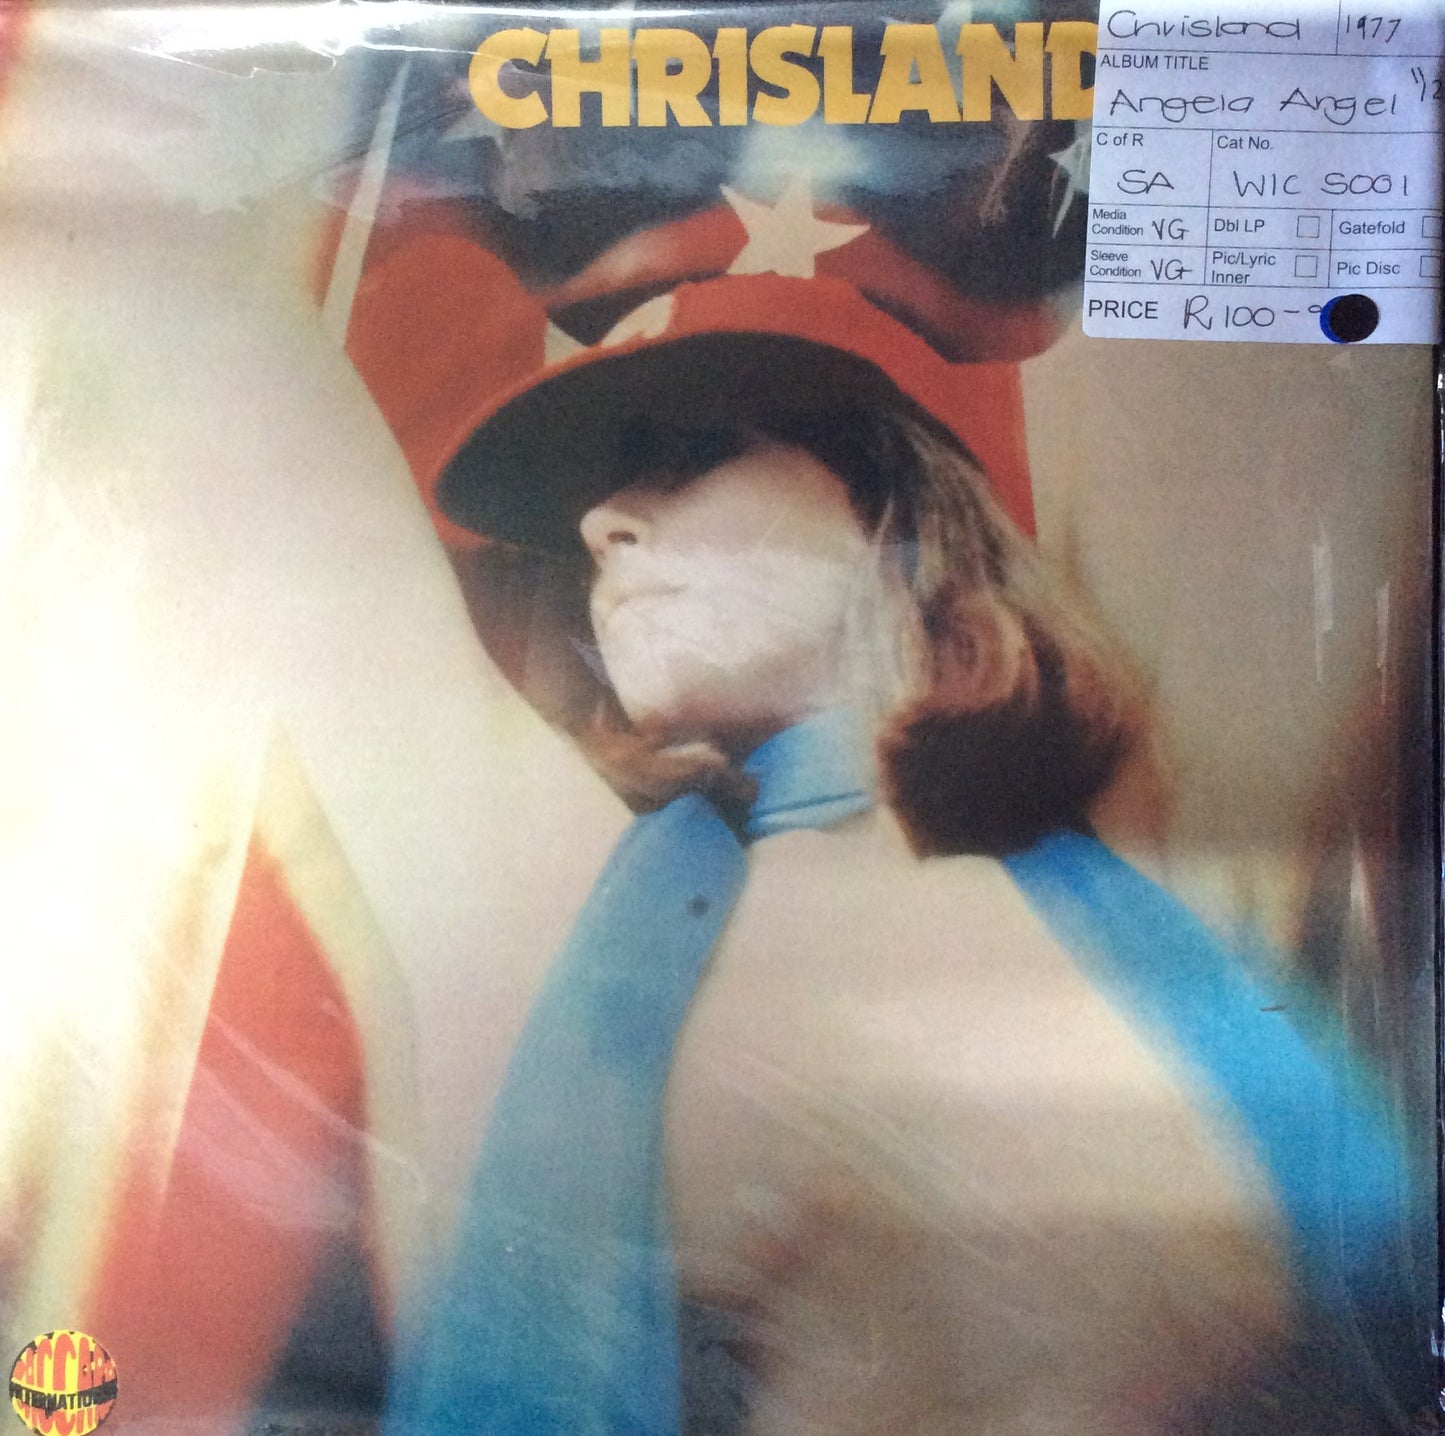 CHRISLAND
Chrisland 1977
ALBUM TITLE
Angela Angel
C of R Cat No.
SA WIC 5001
Media Condition VG Dbl LP Gatefold
Sleeve Condition VG Pic/Lyric Inner Pic Disc
PRICE R100-